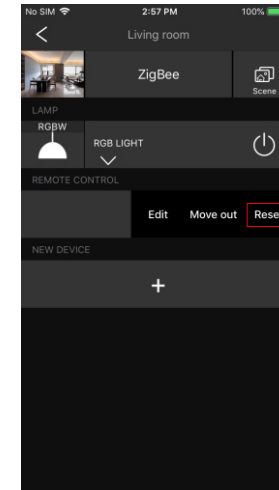 No SIM 2:57 PM 100%
Living room
ZigBee
Scene
LAMP
RGBW
RGB LIGHT
REMOTE CONTROL
Edit Move out Rese
NEW DEVICE
+